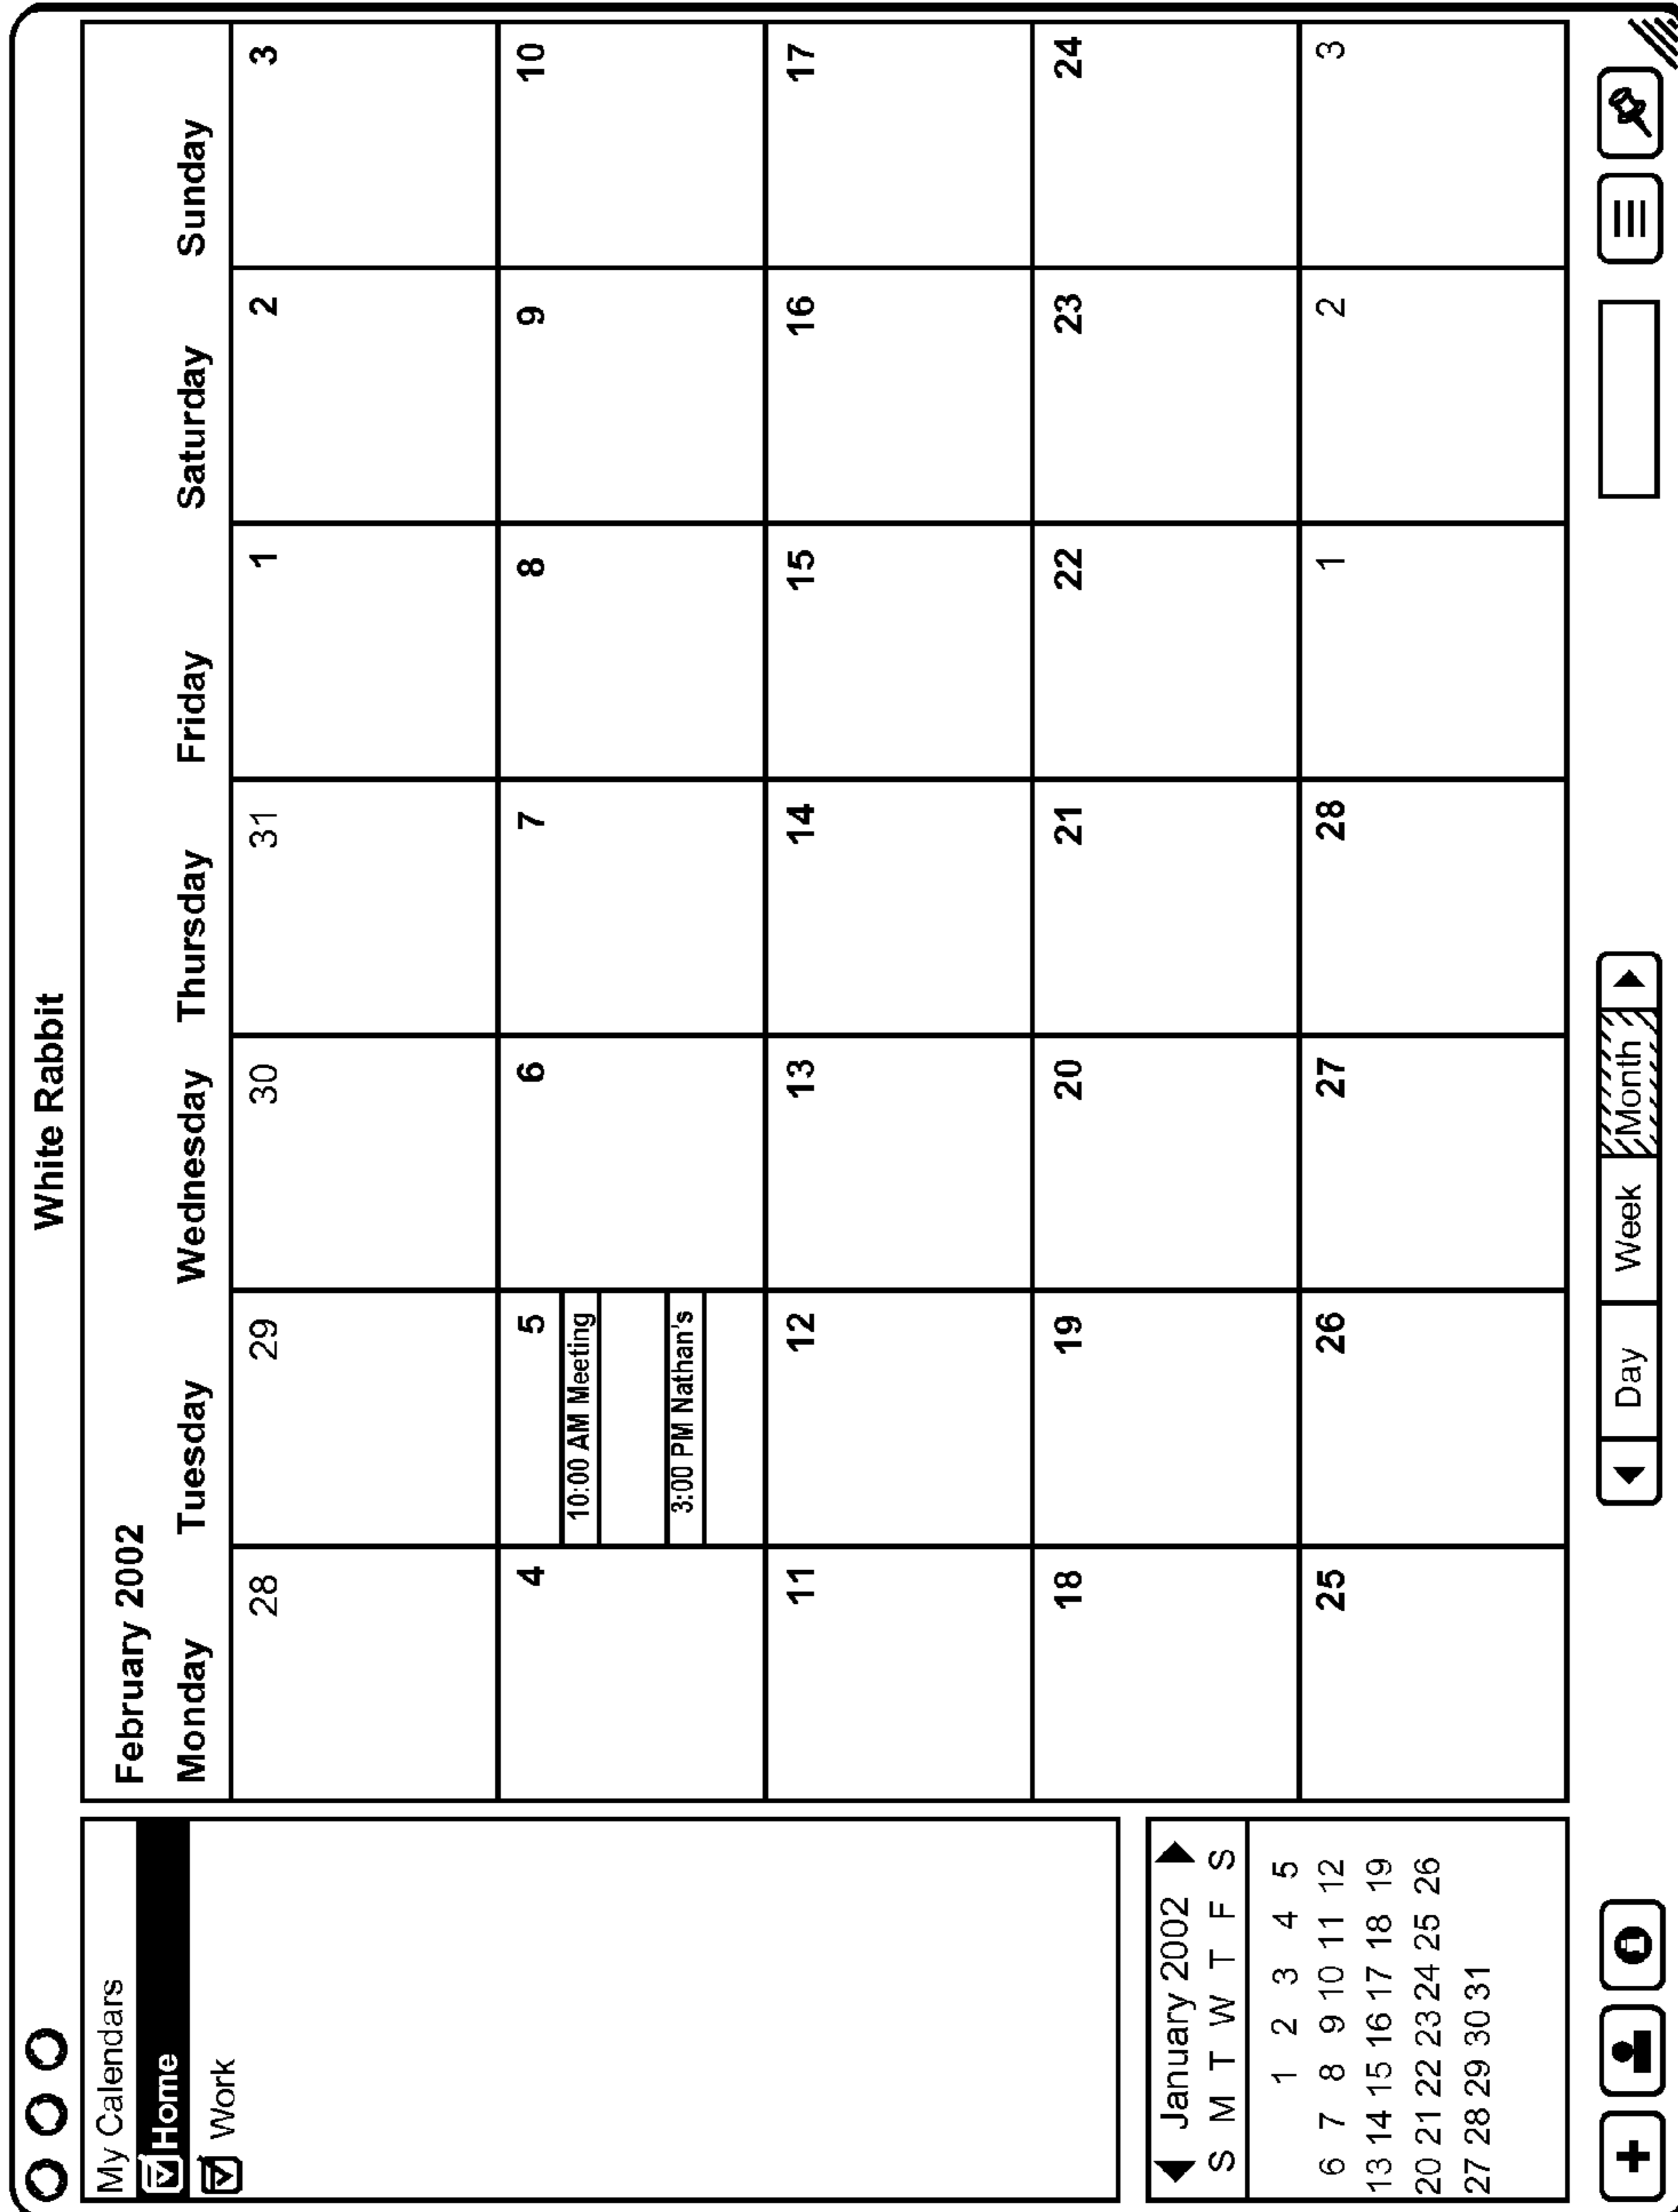 White Rabbit
My Calendars
Home
Work
January 2002
S M T W T F S
1 2 3 4 5
6 7 8 9 10 11 12
13 14 15 16 17 18 19
20 21 22 23 24 25 26
27 28 29 30 31
February 2002
Monday Tuesday Wednesday Thursday Friday Saturday Sunday
28 29 30 31 1 2 3
4 5 6 7 8 9 10
10:00 AM Meeting
3:00 PM Nathan's
11 12 13 14 15 16 17
18 19 20 21 22 23 24
25 26 27 28 1 2 3
Day Week Month